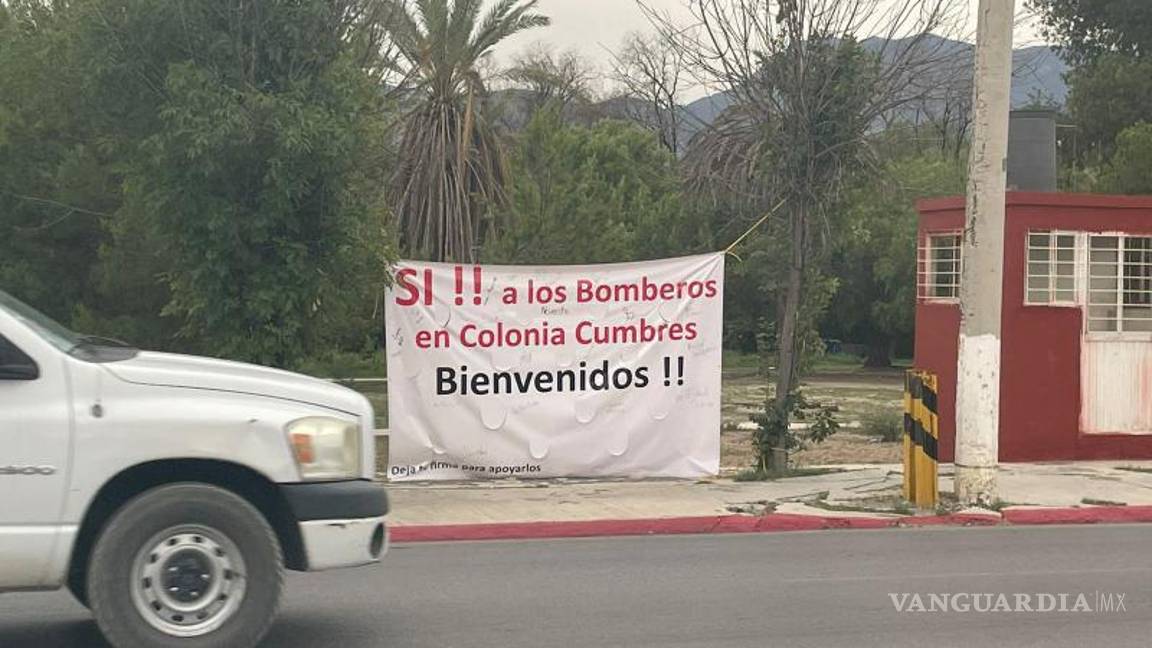 SI !! a los Bomberos
en Colonia Cumbres
Bienvenidos !!
Deja tu firma para apoyarlos
VANGUARDIA|MX